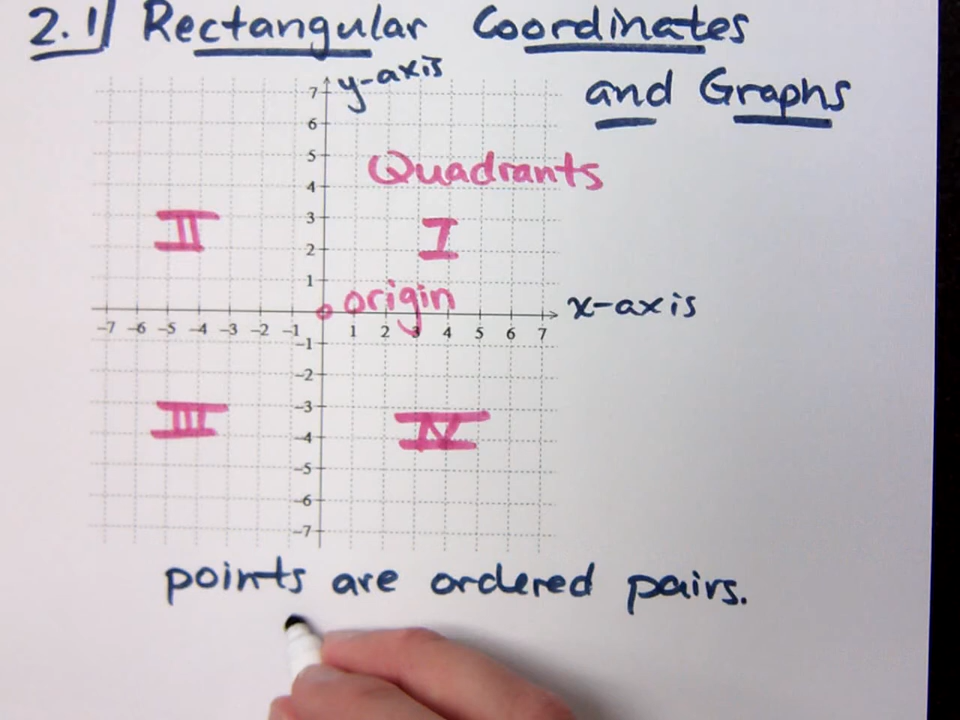 2.1 Rectangular Coordinates
and Graphs
y-axis
7
6
5
4
3
2
1
Quadrants
II I
origin
x-axis
-7 -6 -5 -4 -3 -2 -1 1 2 3 4 5 6 7
-1
-2
-3
-4
-5
-6
-7
III IV
points are ordered pairs.